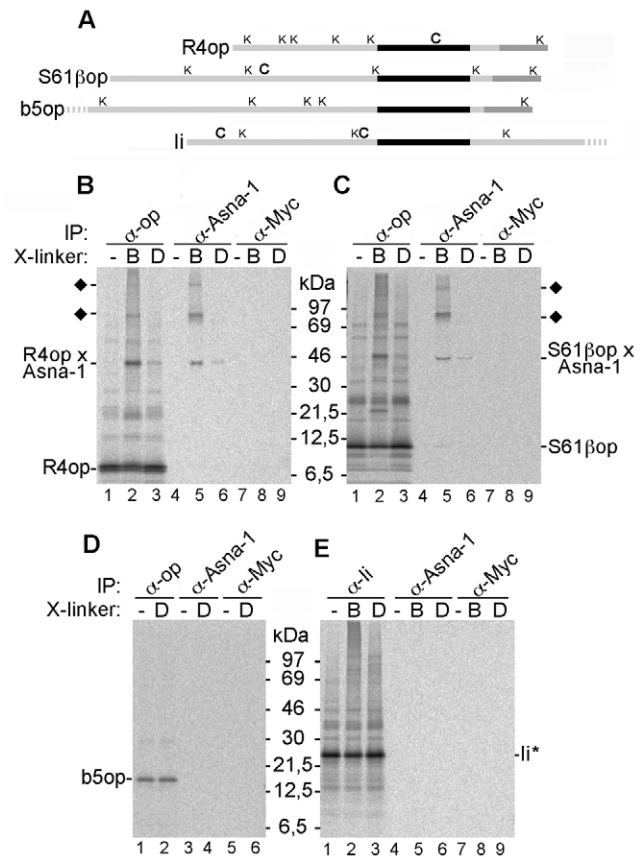 A
K K K K K C K
R4op
K K C K K K
S61βop
K K K K K
b5op
C K K C K
Ii
B C
α-op α-Asna-1 α-Myc α-op α-Asna-1 α-Myc
IP:
X-linker: - B D - B D - B D - B D - B D - B D
kDa
97
69
R4op x Asna-1
46
S61βop x Asna-1
30
21,5
12,5
S61βop
R4op
6,5
1 2 3 4 5 6 7 8 9 1 2 3 4 5 6 7 8 9
D E
α-op α-Asna-1 α-Myc α-Ii α-Asna-1 α-Myc
IP:
X-linker: - D - D - D - B D - B D - B D
kDa
97
69
46
30
Ii*
21,5
b5op
12,5
6,5
1 2 3 4 5 6 1 2 3 4 5 6 7 8 9